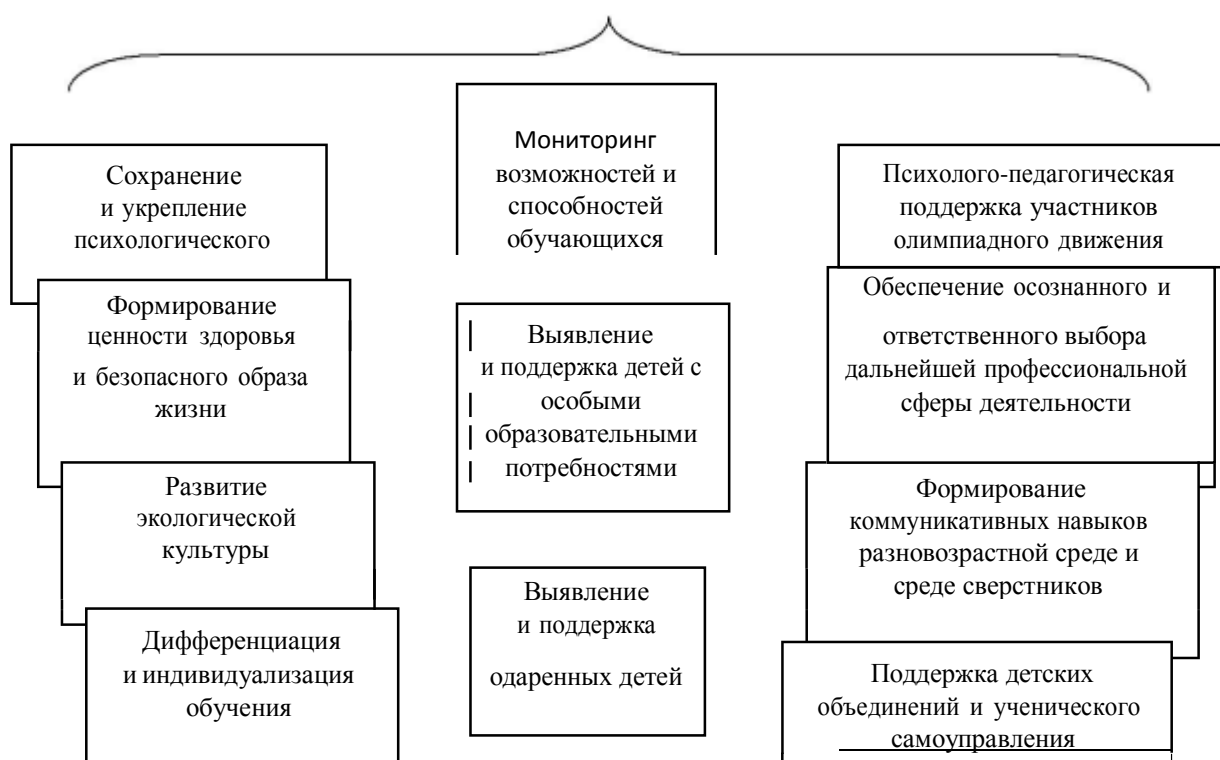 Сохранение
и укрепление
психологического
Формирование
ценности здоровья
и безопасного образа
жизни
Развитие
экологической
культуры
Дифференциация
и индивидуализация
обучения
Мониторинг
возможностей и
способностей
обучающихся
Выявление
и поддержка детей с
особыми
образовательными
потребностями
Выявление
и поддержка
одаренных детей
Психолого-педагогическая
поддержка участников
олимпиадного движения
Обеспечение осознанного и
ответственного выбора
дальнейшей профессиональной
сферы деятельности
Формирование
коммуникативных навыков
разновозрастной среде и
среде сверстников
Поддержка детских
объединений и ученического
самоуправления